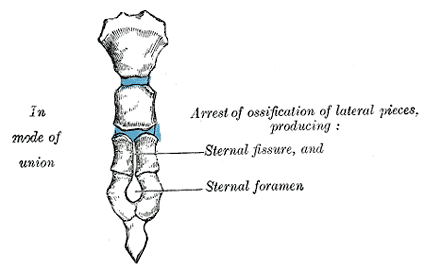 In
mode of
union
Arrest of ossification of lateral pieces,
producing :
Sternal fissure, and
Sternal foramen